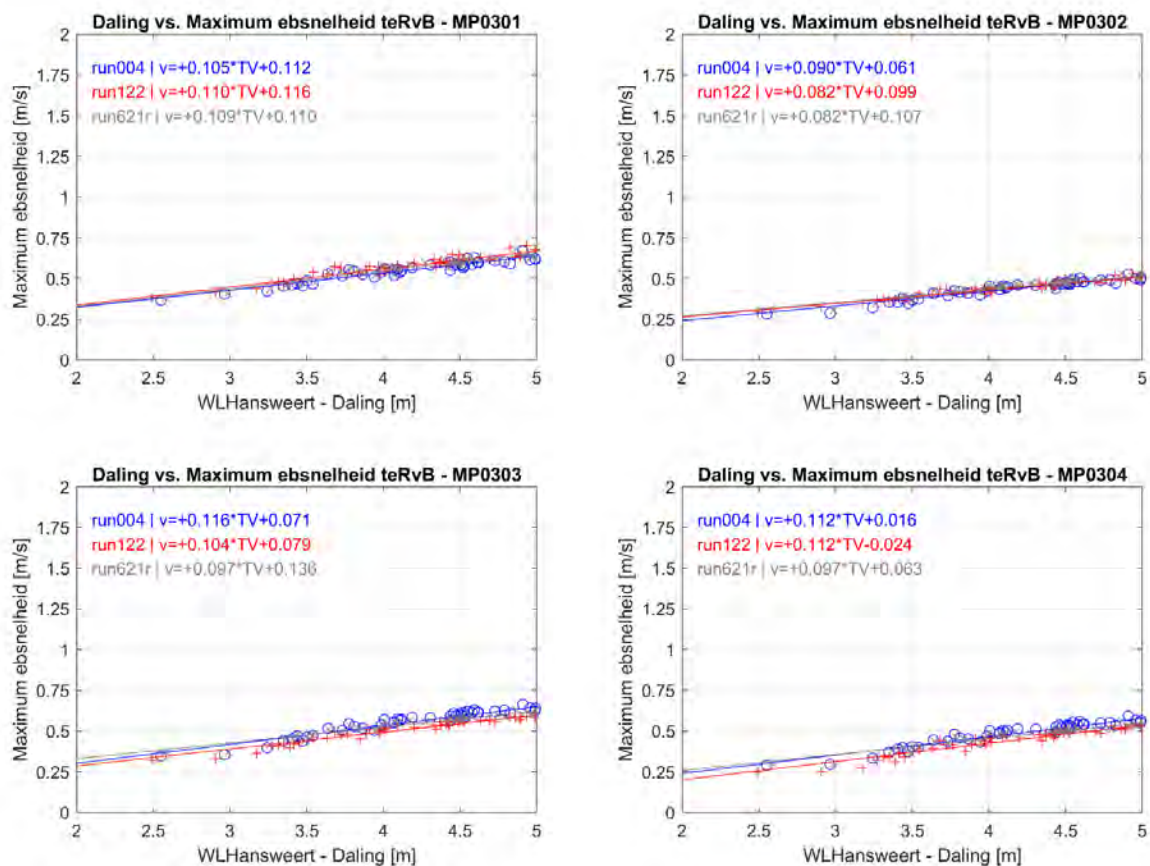 Daling vs. Maximum ebsnelheid teRvB - MP0301
run004 | v=+0.105*TV+0.112
run122 | v=+0.110*TV+0.116
run621r | v=+0.109*TV+0.110
Maximum ebsnelheid [m/s]
2
1.75
1.5
1.25
1
0.75
0.5
0.25
0
2 2.5 3 3.5 4 4.5 5
WLHansweert - Daling [m]
Daling vs. Maximum ebsnelheid teRvB - MP0302
run004 | v=+0.090*TV+0.061
run122 | v=+0.082*TV+0.099
run621r | v=+0.082*TV+0.107
Maximum ebsnelheid [m/s]
2
1.75
1.5
1.25
1
0.75
0.5
0.25
0
2 2.5 3 3.5 4 4.5 5
WLHansweert - Daling [m]
Daling vs. Maximum ebsnelheid teRvB - MP0303
run004 | v=+0.116*TV+0.071
run122 | v=+0.104*TV+0.079
run621r | v=+0.097*TV+0.136
Maximum ebsnelheid [m/s]
2
1.75
1.5
1.25
1
0.75
0.5
0.25
0
2 2.5 3 3.5 4 4.5 5
WLHansweert - Daling [m]
Daling vs. Maximum ebsnelheid teRvB - MP0304
run004 | v=+0.112*TV+0.016
run122 | v=+0.112*TV-0.024
run621r | v=+0.097*TV+0.063
Maximum ebsnelheid [m/s]
2
1.75
1.5
1.25
1
0.75
0.5
0.25
0
2 2.5 3 3.5 4 4.5 5
WLHansweert - Daling [m]